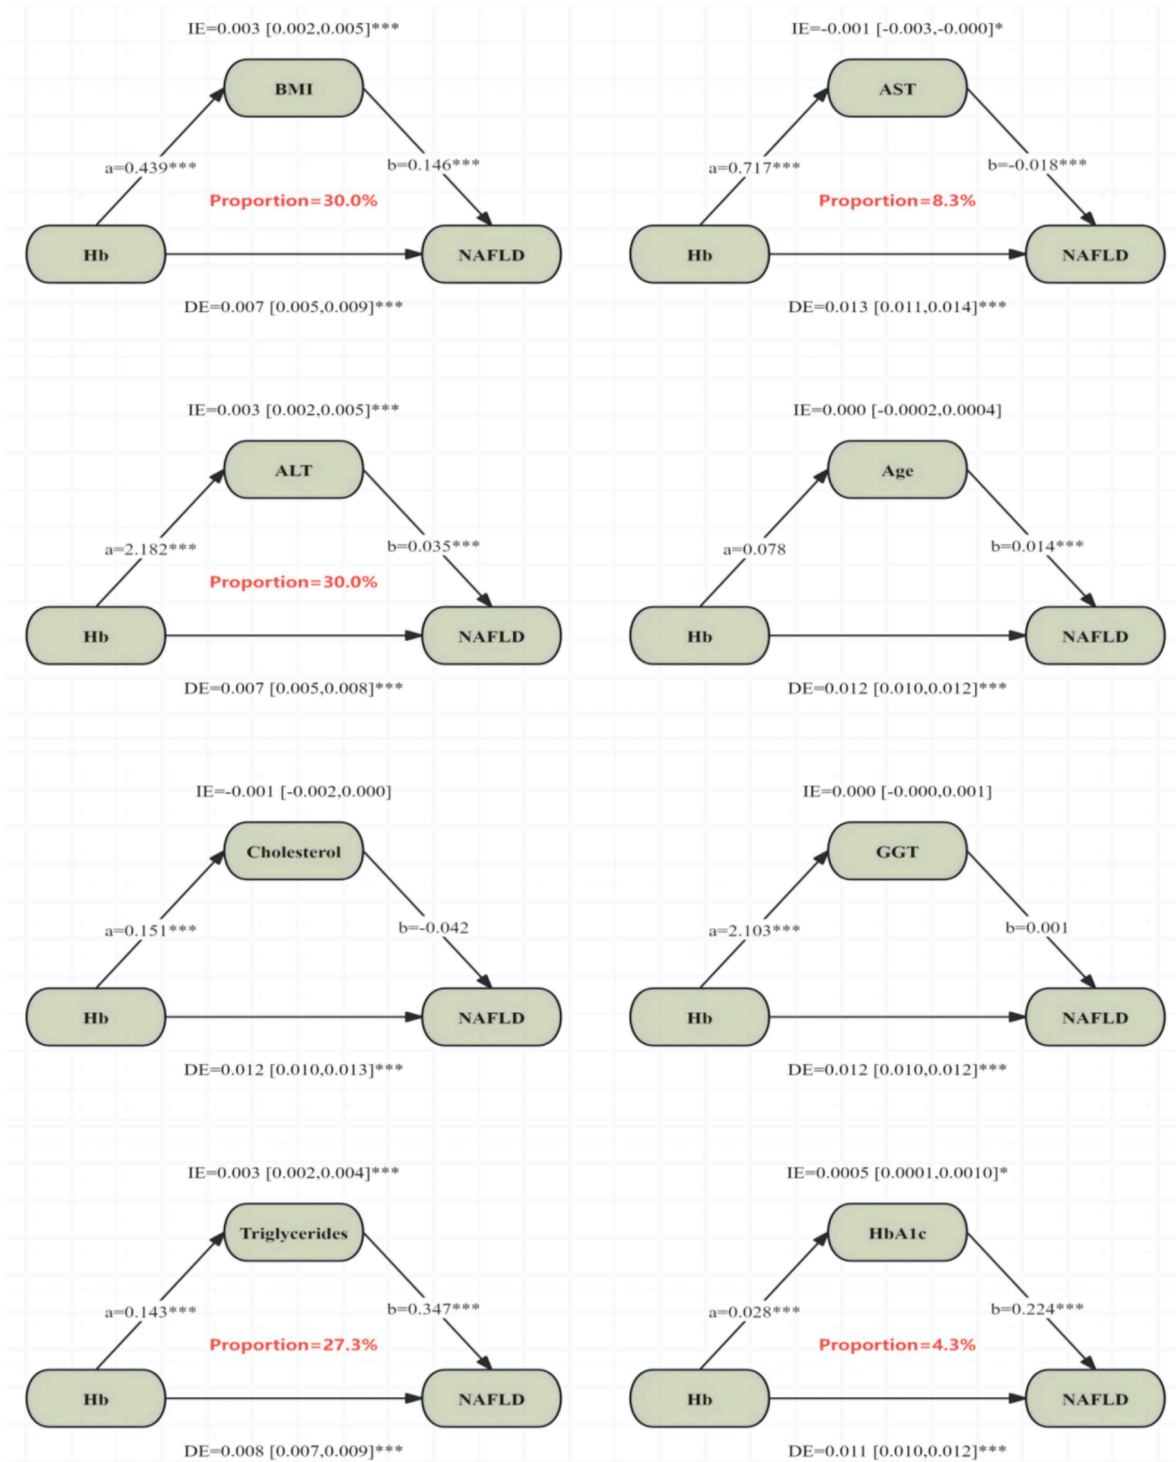 IE=0.003 [0.002,0.005]***
BMI
a=0.439***
b=0.146***
Proportion=30.0%
Hb
NAFLD
DE=0.007 [0.005,0.009]***
IE=-0.001 [-0.003,-0.000]*
AST
a=0.717***
b=-0.018***
Proportion=8.3%
Hb
NAFLD
DE=0.013 [0.011,0.014]***
IE=0.003 [0.002,0.005]***
ALT
a=2.182***
b=0.035***
Proportion=30.0%
Hb
NAFLD
DE=0.007 [0.005,0.008]***
IE=0.000 [-0.0002,0.0004]
Age
a=0.078
b=0.014***
Hb
NAFLD
DE=0.012 [0.010,0.012]***
IE=-0.001 [-0.002,0.000]
Cholesterol
a=0.151***
b=-0.042
Hb
NAFLD
DE=0.012 [0.010,0.013]***
IE=0.000 [-0.000,0.001]
GGT
a=2.103***
b=0.001
Hb
NAFLD
DE=0.012 [0.010,0.012]***
IE=0.003 [0.002,0.004]***
Triglycerides
a=0.143***
b=0.347***
Proportion=27.3%
Hb
NAFLD
DE=0.008 [0.007,0.009]***
IE=0.0005 [0.0001,0.0010]*
HbA1c
a=0.028***
b=0.224***
Proportion=4.3%
Hb
NAFLD
DE=0.011 [0.010,0.012]***